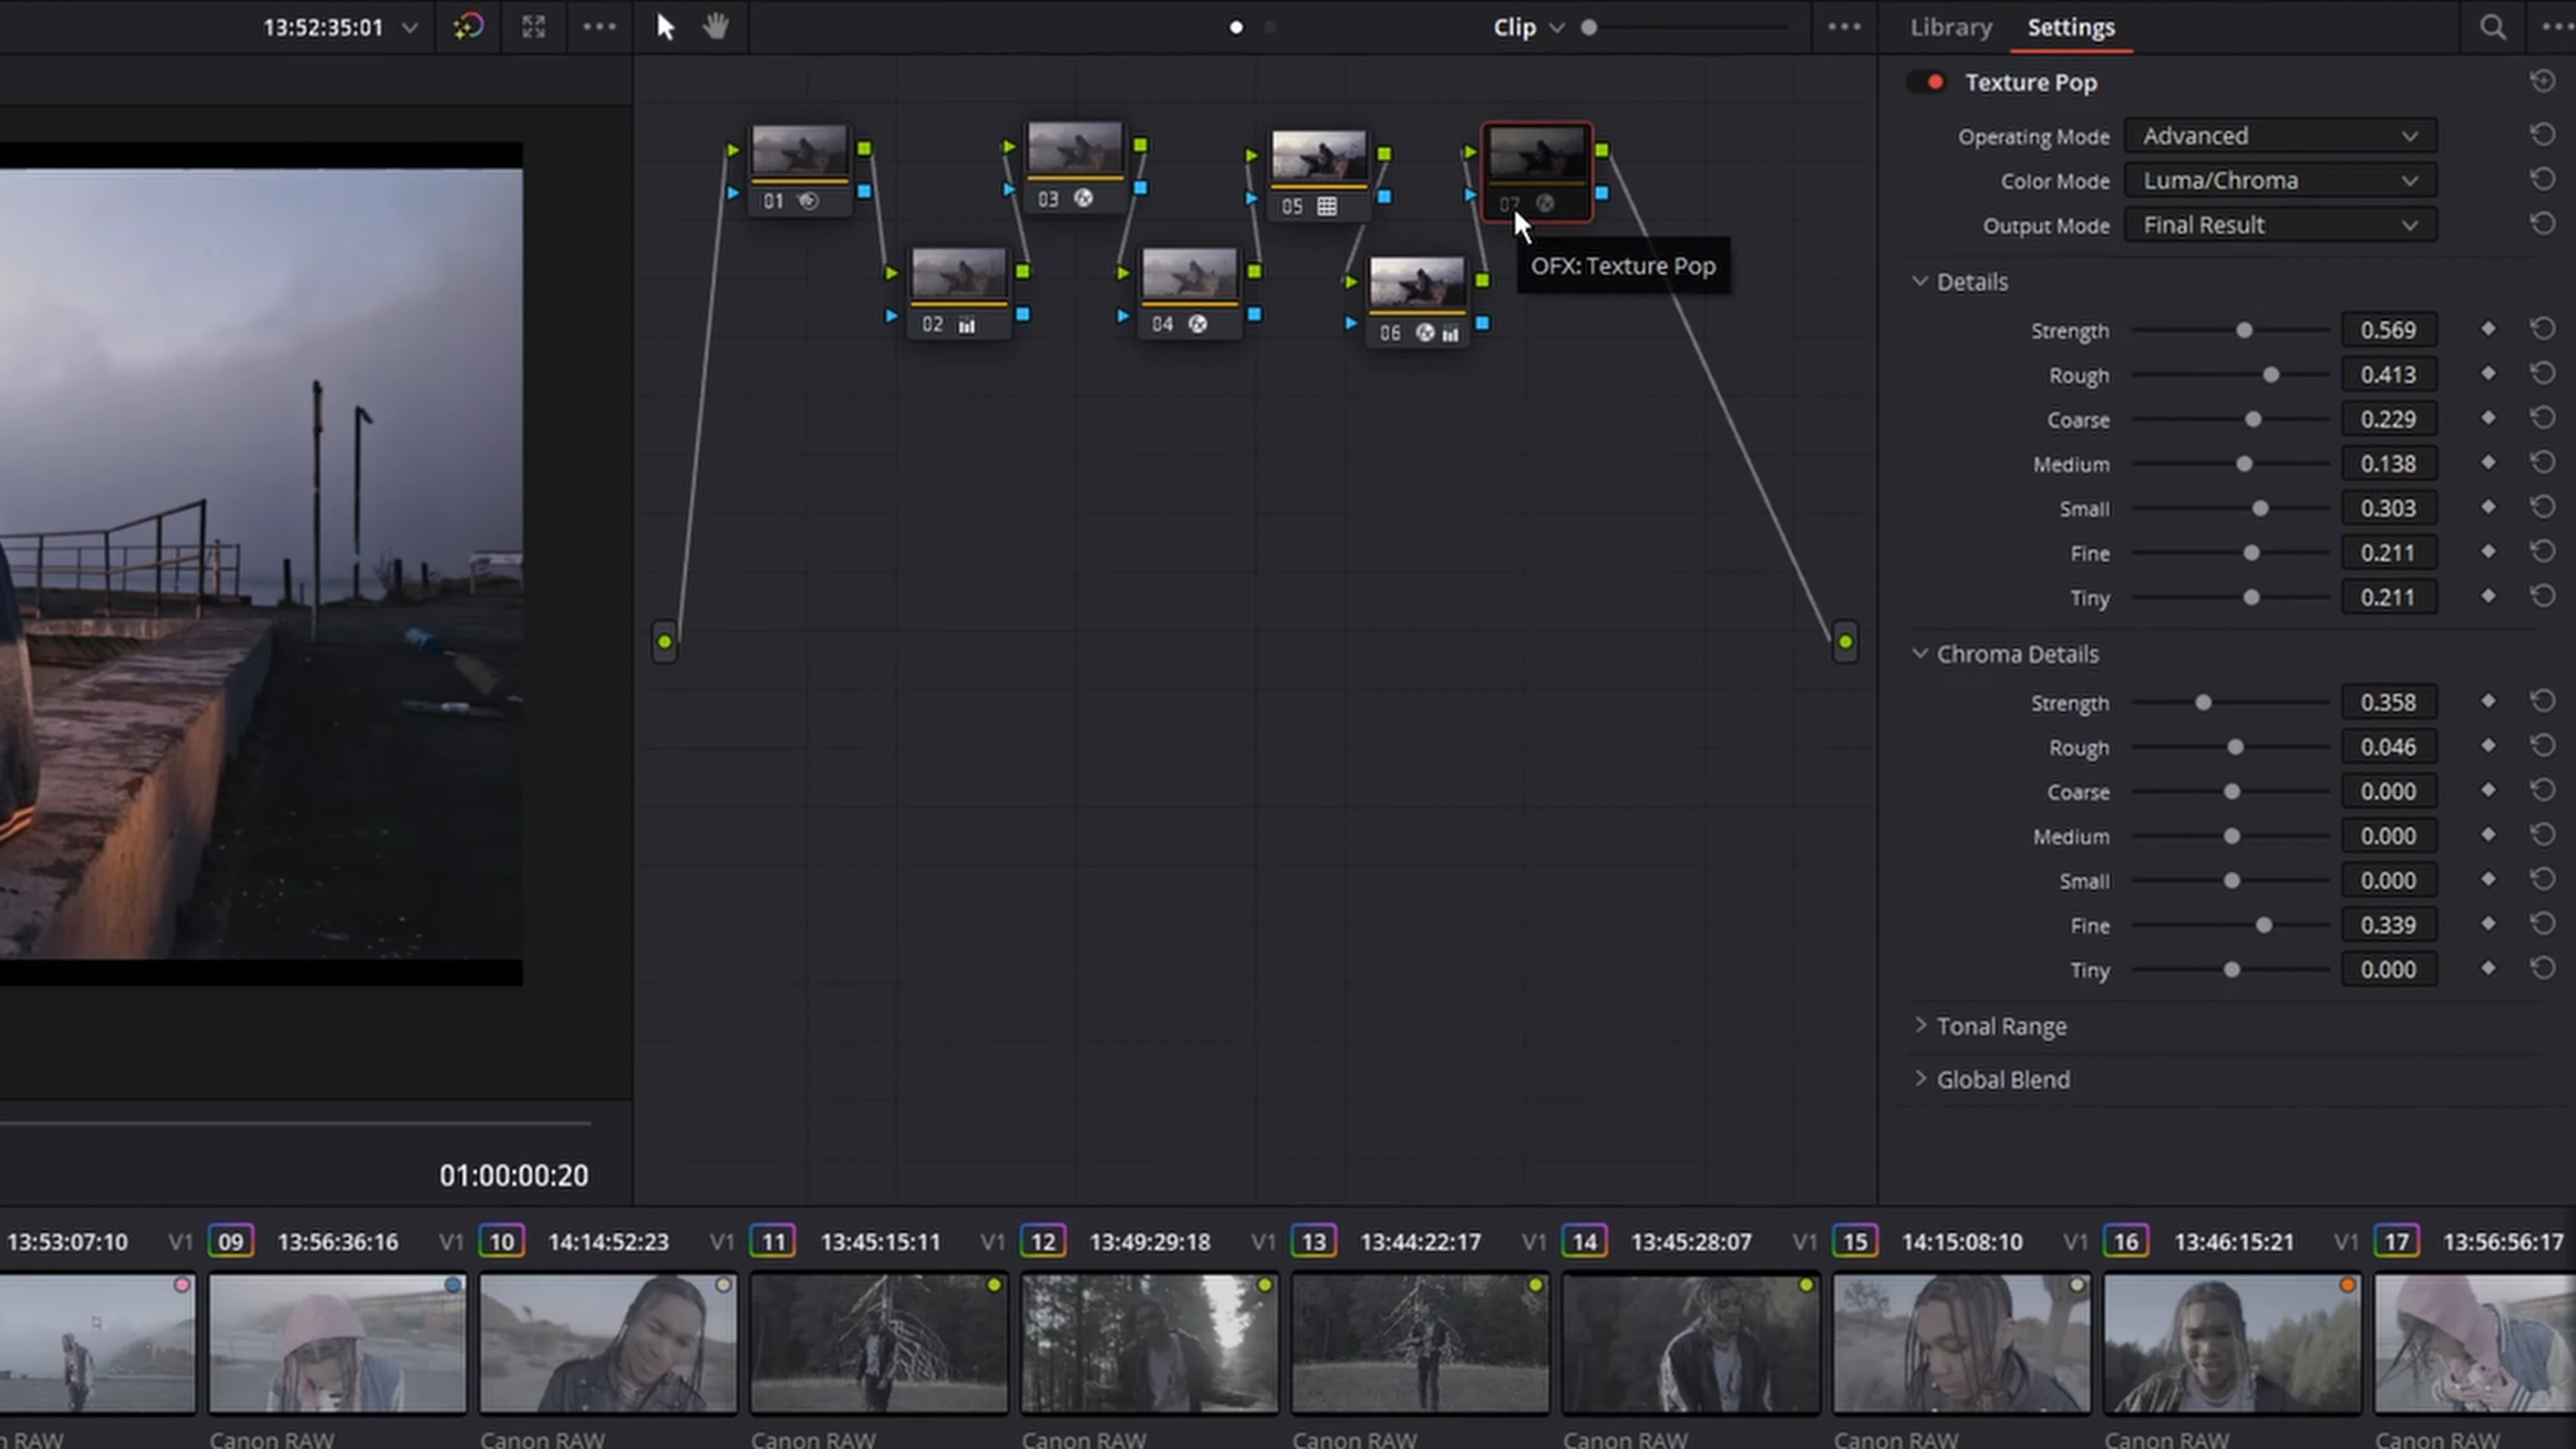 13:52:35:01
Clip
Library Settings
Texture Pop
Operating Mode Advanced
Color Mode Luma/Chroma
Output Mode Final Result
Details
Strength 0.569
Rough 0.413
Coarse 0.229
Medium 0.138
Small 0.303
Fine 0.211
Tiny 0.211
Chroma Details
Strength 0.358
Rough 0.046
Coarse 0.000
Medium 0.000
Small 0.000
Fine 0.339
Tiny 0.000
Tonal Range
Global Blend
01
03
05
07
OFX: Texture Pop
02
04
06
01:00:00:20
13:53:07:10 V1 09 13:56:36:16 V1 10 14:14:52:23 V1 11 13:45:15:11 V1 12 13:49:29:18 V1 13 13:44:22:17 V1 14 13:45:28:07 V1 15 14:15:08:10 V1 16 13:46:15:21 V1 17 13:56:56:17
n RAW Canon RAW Canon RAW Canon RAW Canon RAW Canon RAW Canon RAW Canon RAW Canon RAW Canon RAW